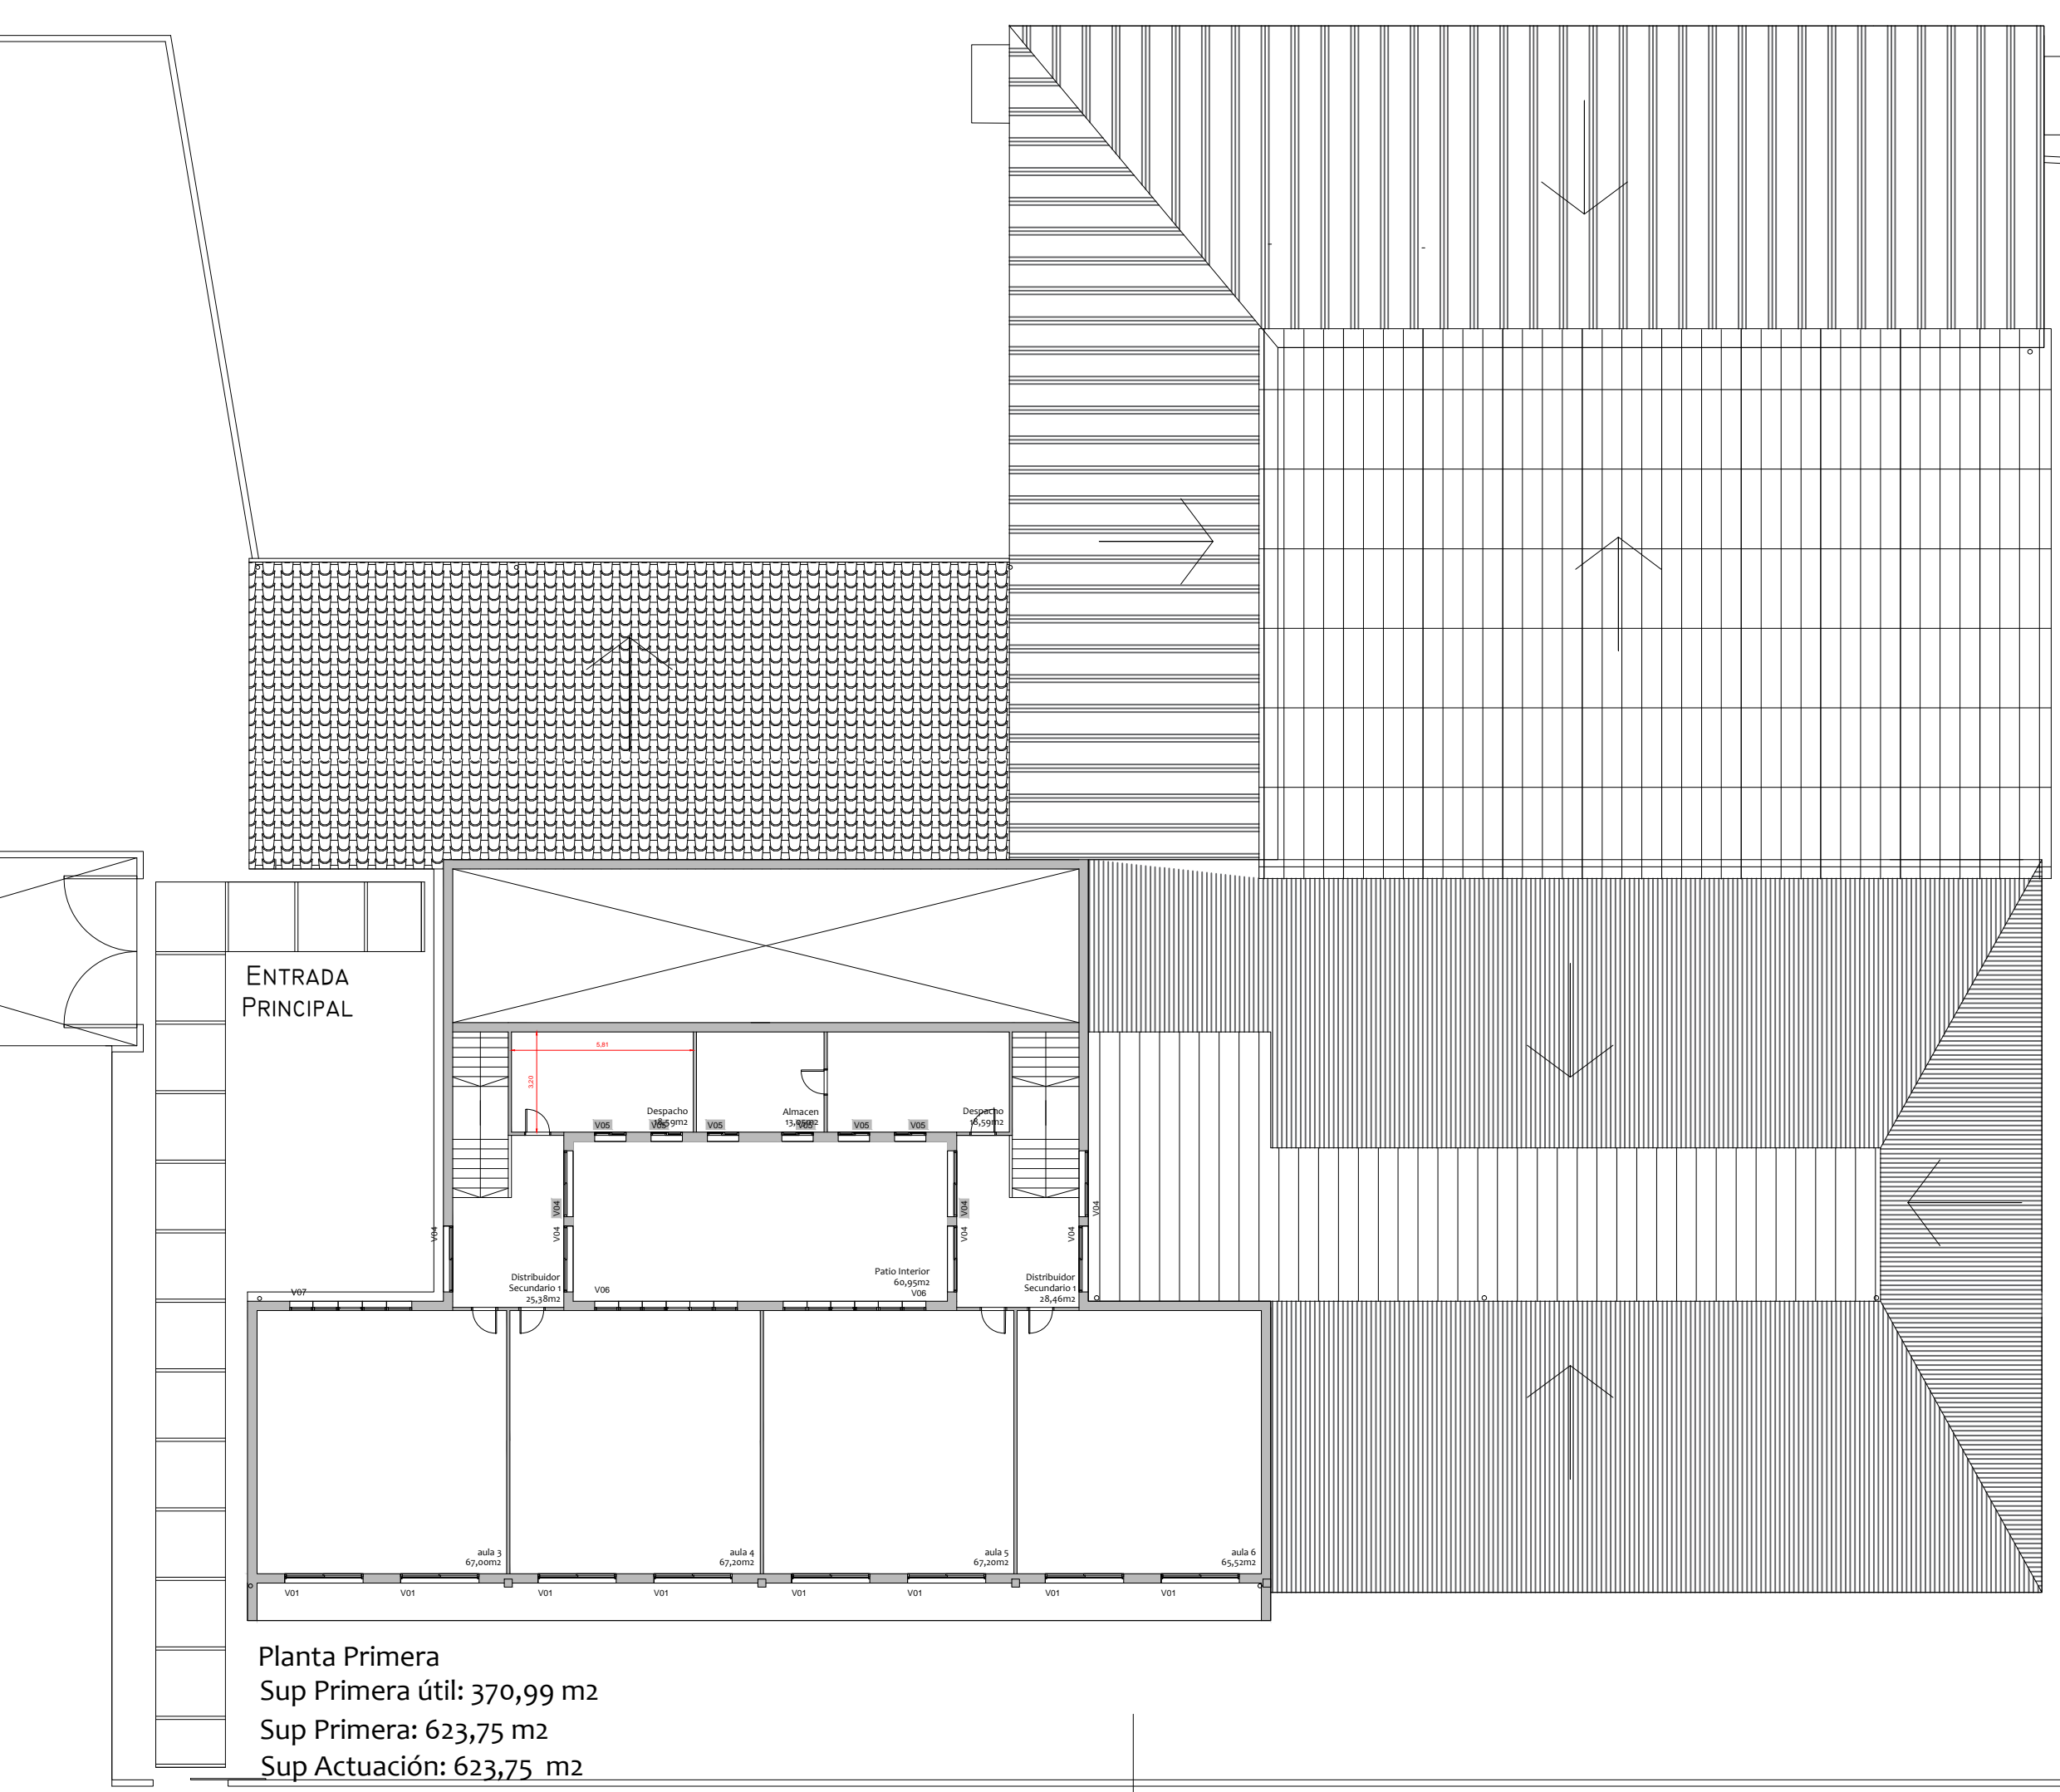 ENTRADA
PRINCIPAL
5,81
3,20
Despacho
18,59m2
Almacen
Despacho
18,59m2
V05
V05
V05
V05
V05
V04
V04
V04
V04
V04
V04
V04
Distribuidor
Secundario 1
25,38m2
Patio Interior
60,95m2
Distribuidor
Secundario 1
28,46m2
V07
V06
V06
aula 3
67,00m2
aula 4
67,20m2
aula 5
67,20m2
aula 6
65,52m2
V01
V01
V01
V01
V01
V01
V01
V01
Planta Primera
Sup Primera útil: 370,99 m2
Sup Primera: 623,75 m2
Sup Actuación: 623,75 m2